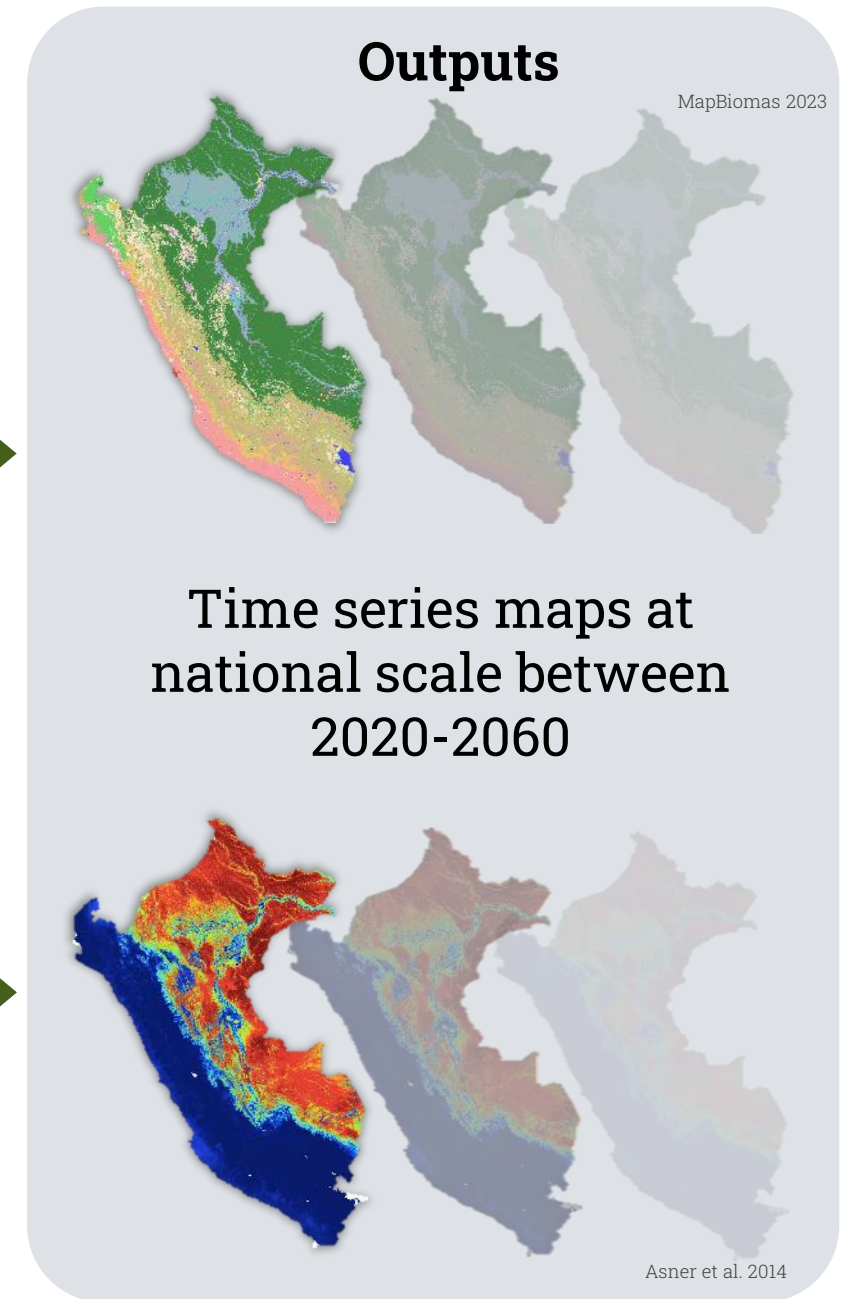 Outputs
MapBiomas 2023
Time series maps at
national scale between
2020-2060
Asner et al. 2014